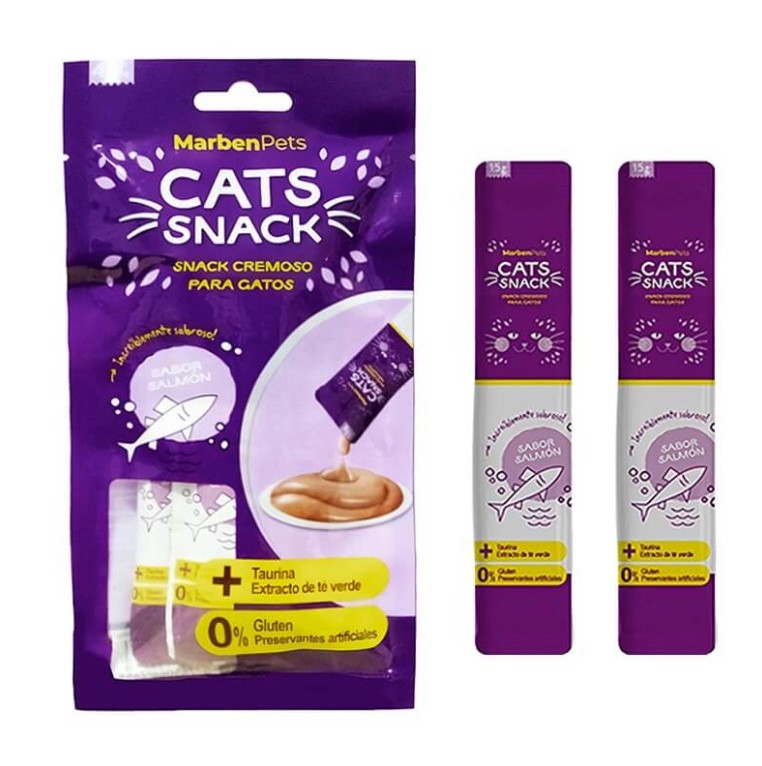 MarbenPets
CATS
SNACK
SNACK CREMOSO
PARA GATOS
increíblemente sabroso!
SABOR
SALMÓN
CATS
SNACK
+ Taurina
Extracto de té verde
0% Gluten
Preservantes artificiales
15g
MarbenPets
CATS
SNACK
SNACK CREMOSO
PARA GATOS
increíblemente sabroso!
SABOR
SALMÓN
+ Taurina
Extracto de té verde
0% Gluten
Preservantes artificiales
15g
MarbenPets
CATS
SNACK
SNACK CREMOSO
PARA GATOS
increíblemente sabroso!
SABOR
SALMÓN
+ Taurina
Extracto de té verde
0% Gluten
Preservantes artificiales